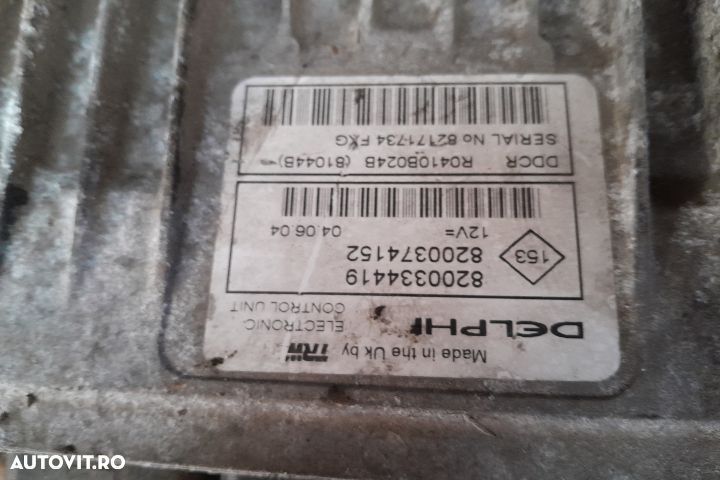 Made in the Uk by TRW
DELPHI ELECTRONIC
CONTROL UNIT
8200334419
153 8200374152
12V= 04.06.04
DDCR R0410B024B (81044B)
SERIAL No 82171734 FXG
AUTOVIT.RO